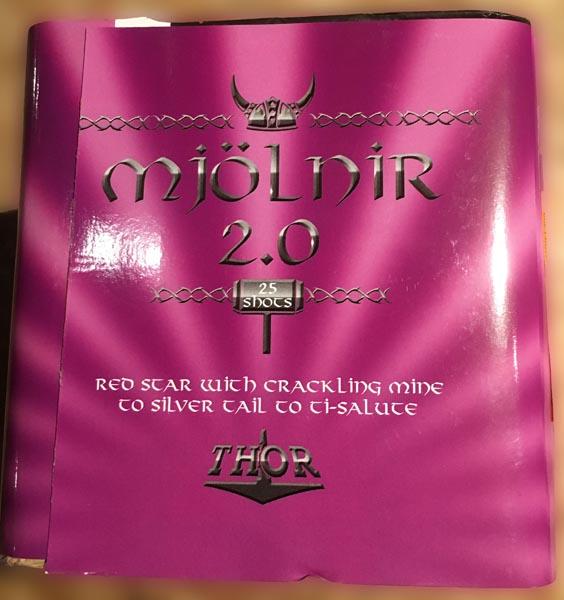 mjölnir
2.0
25
shots
red star with crackling mine
to silver tail to ti-salute
THOR